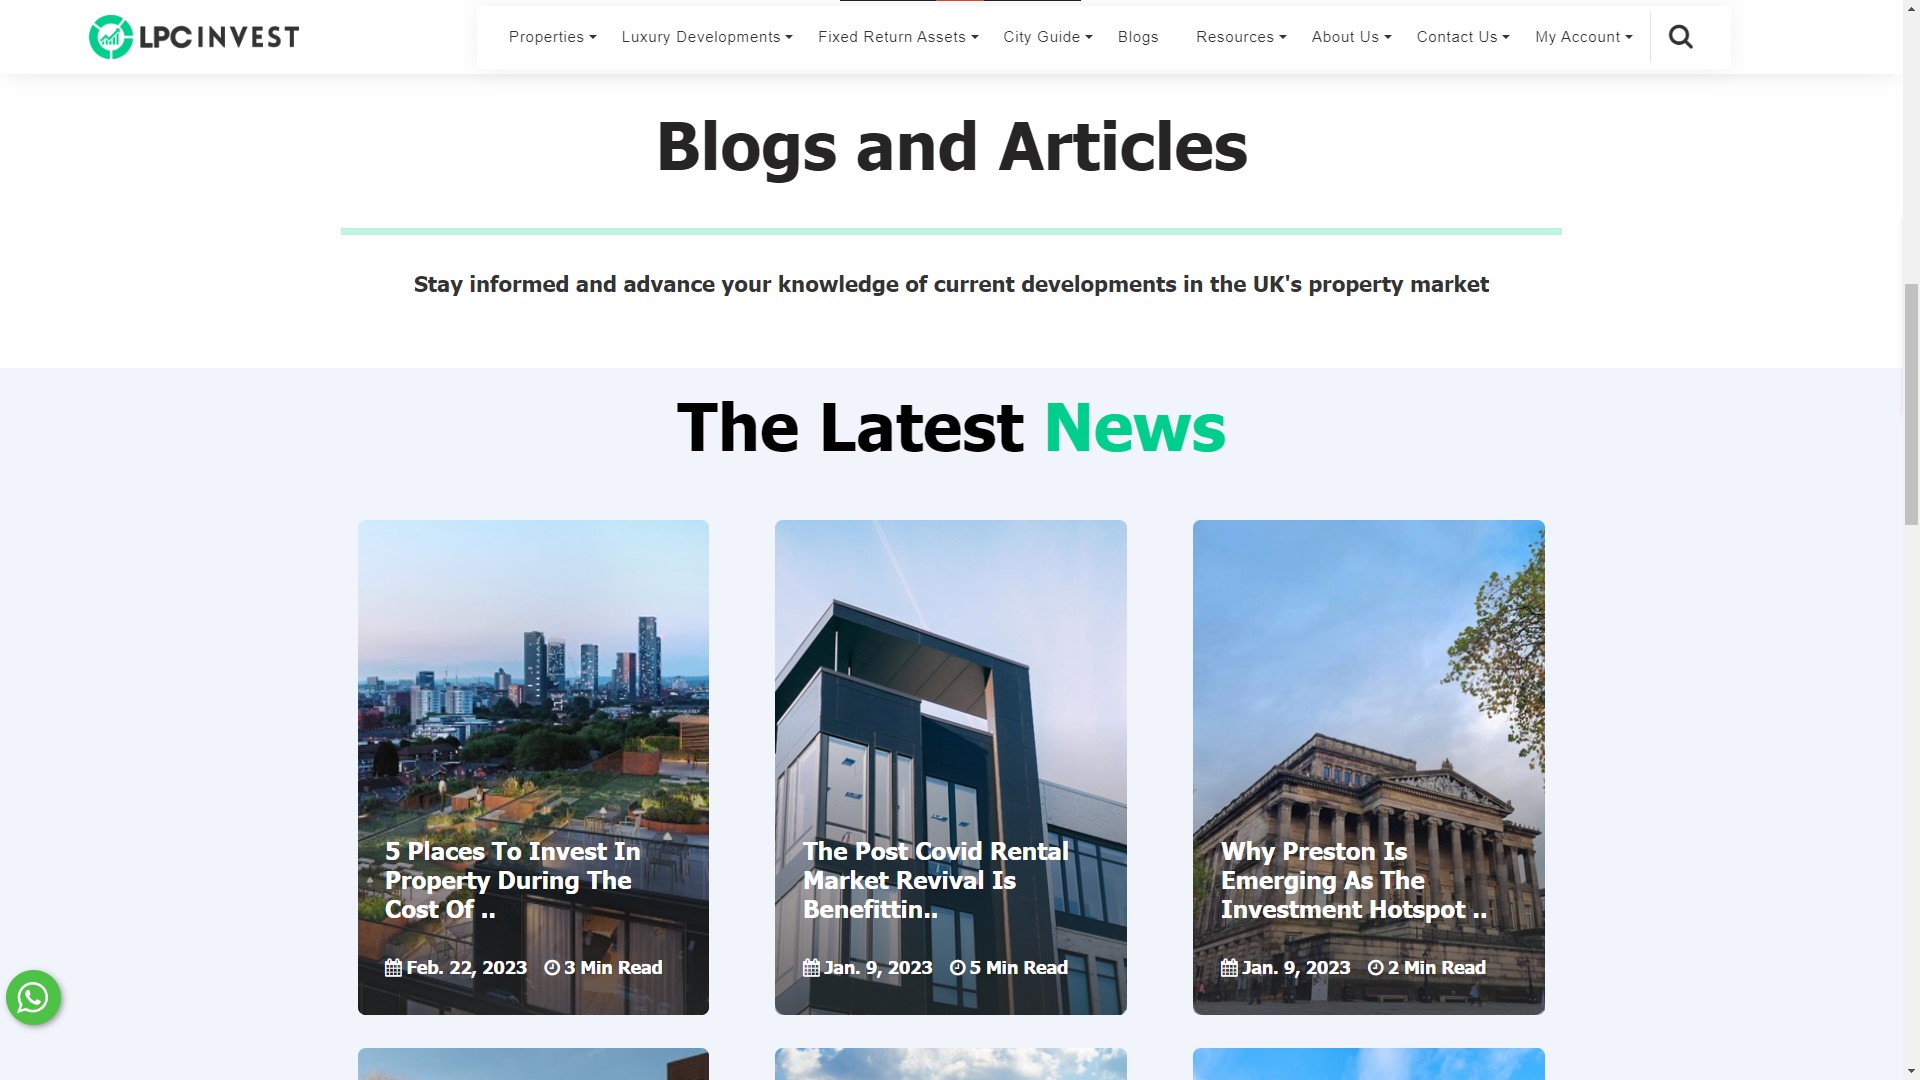 LPC INVEST
Properties Luxury Developments Fixed Return Assets City Guide Blogs Resources About Us Contact Us My Account
Blogs and Articles
Stay informed and advance your knowledge of current developments in the UK's property market
The Latest News
5 Places To Invest In
Property During The
Cost Of ..
Feb. 22, 2023 3 Min Read
The Post Covid Rental
Market Revival Is
Benefittin..
Jan. 9, 2023 5 Min Read
Why Preston Is
Emerging As The
Investment Hotspot ..
Jan. 9, 2023 2 Min Read